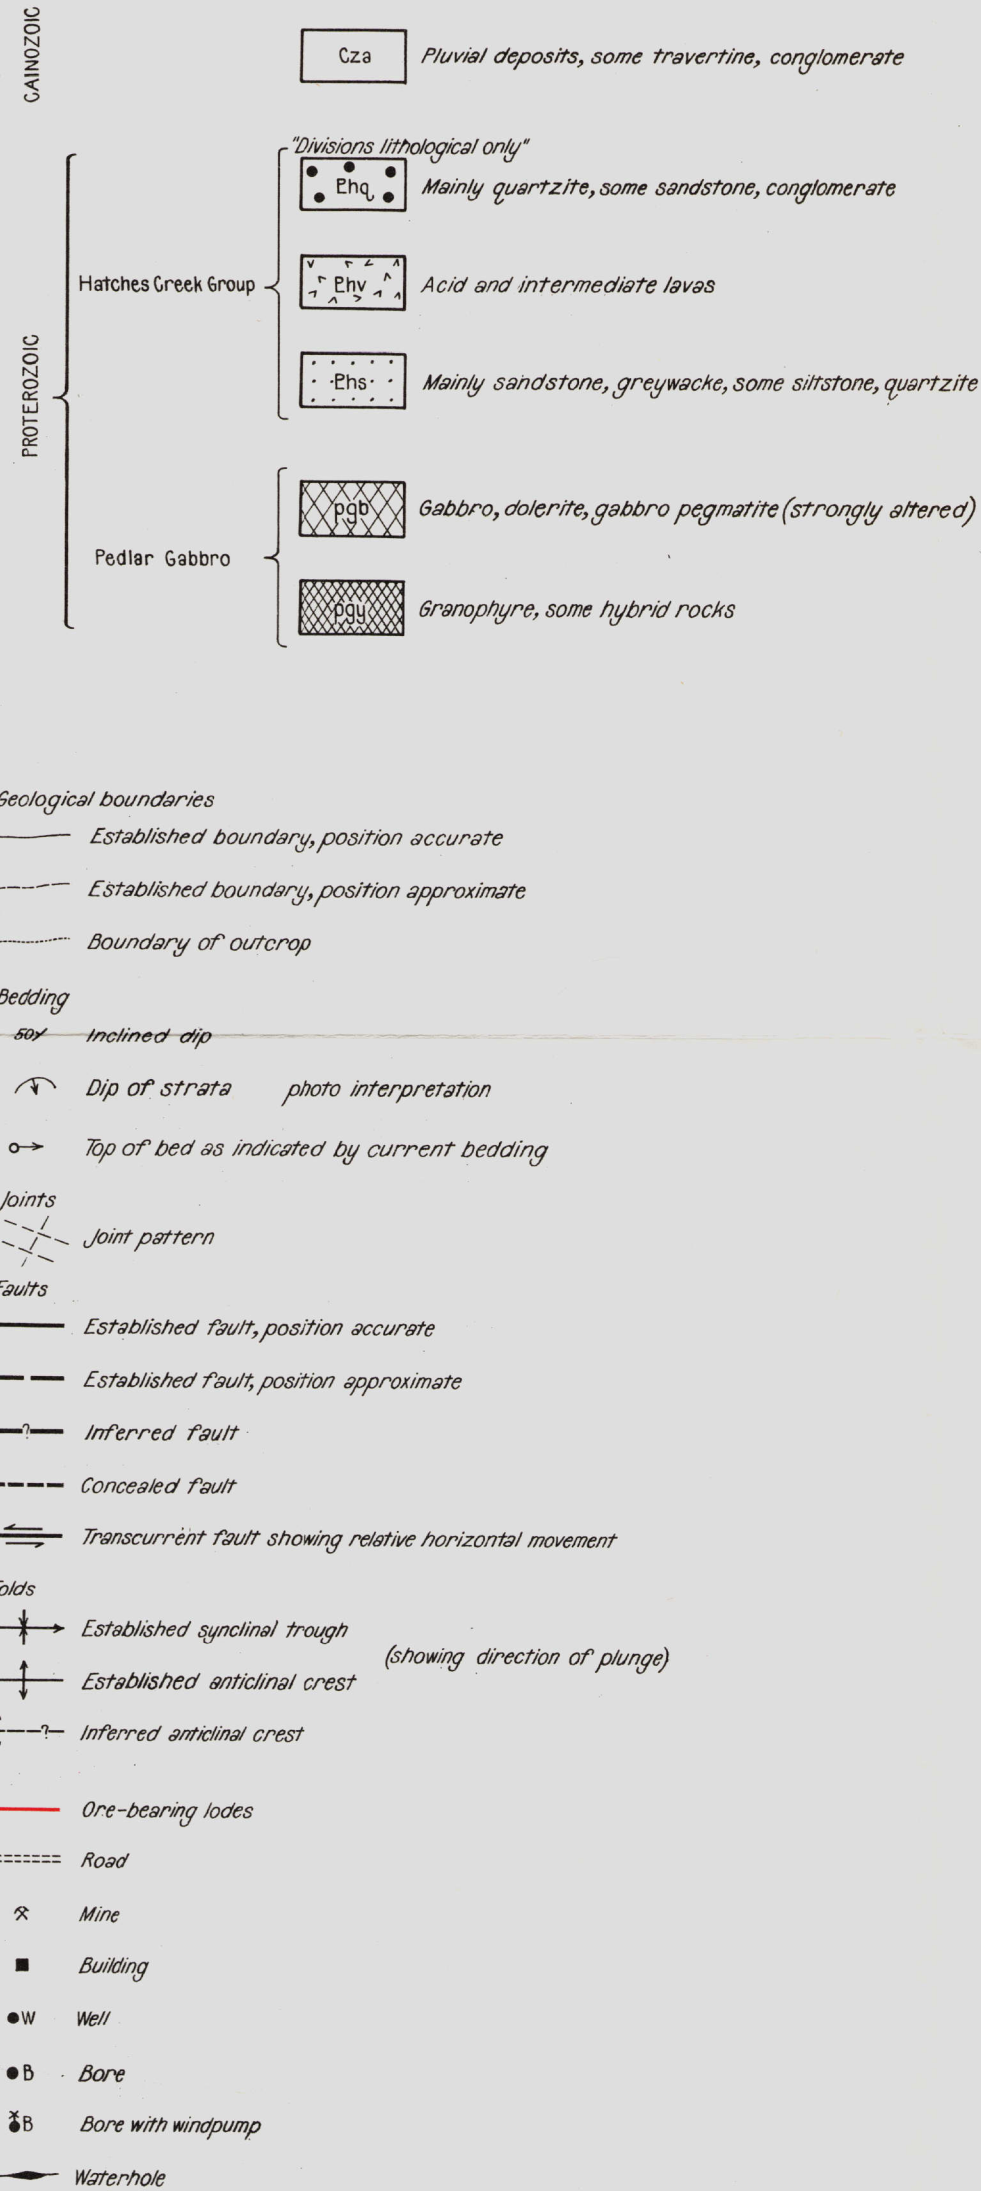 CAINOZOIC
Cza Pluvial deposits, some travertine, conglomerate
"Divisions lithological only"
Phq Mainly quartzite, some sandstone, conglomerate
Hatches Creek Group
Phv Acid and intermediate lavas
PROTEROZOIC
Phs Mainly sandstone, greywacke, some siltstone, quartzite
pgb Gabbro, dolerite, gabbro pegmatite (strongly altered)
Pedlar Gabbro
pgy Granophyre, some hybrid rocks
Geological boundaries
Established boundary, position accurate
Established boundary, position approximate
Boundary of outcrop
Bedding
50 Inclined dip
Dip of strata photo interpretation
Top of bed as indicated by current bedding
Joints
Joint pattern
Faults
Established fault, position accurate
Established fault, position approximate
? Inferred fault
Concealed fault
Transcurrent fault showing relative horizontal movement
olds
Established synclinal trough
(showing direction of plunge)
Established anticlinal crest
? Inferred anticlinal crest
Ore-bearing lodes
Road
Mine
Building
W Well
B Bore
B Bore with windpump
Waterhole